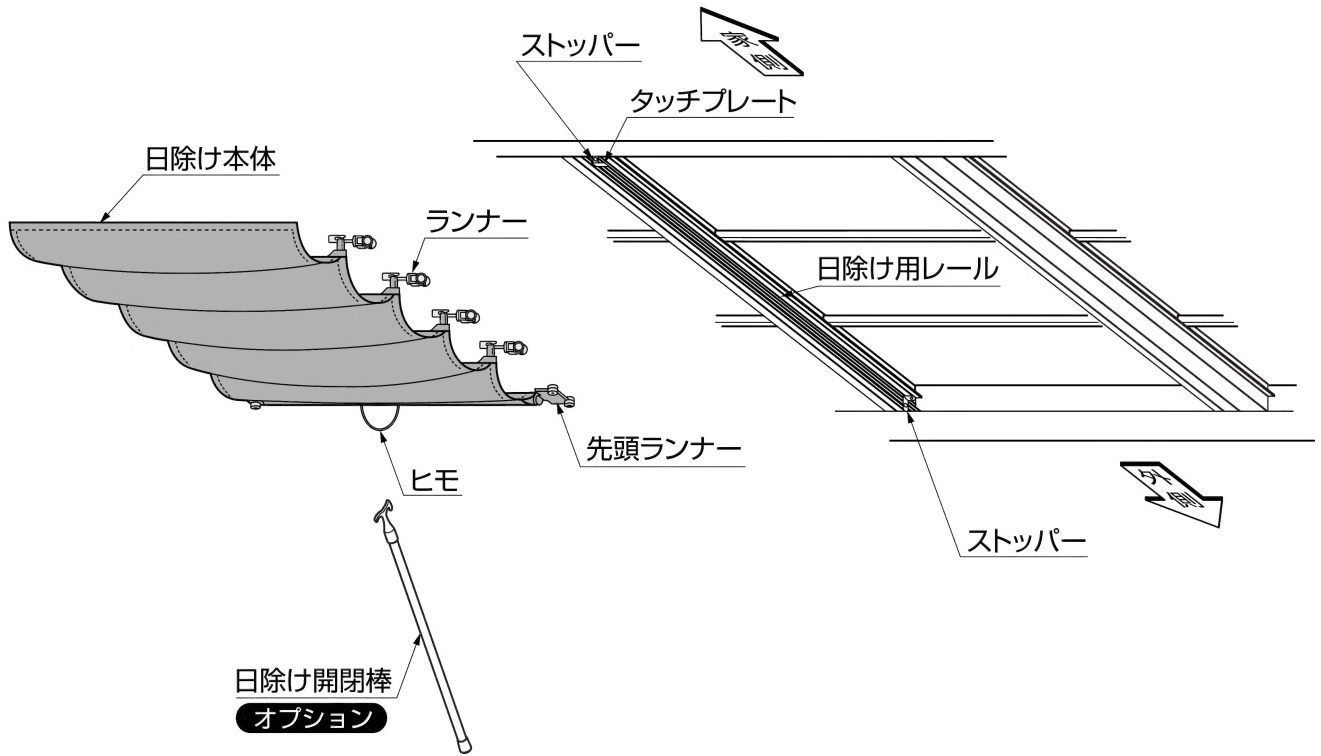 ストッパー
タッチプレート
日除け本体
ランナー
日除け用レール
先頭ランナー
ヒモ
外側
ストッパー
日除け開閉棒
オプション